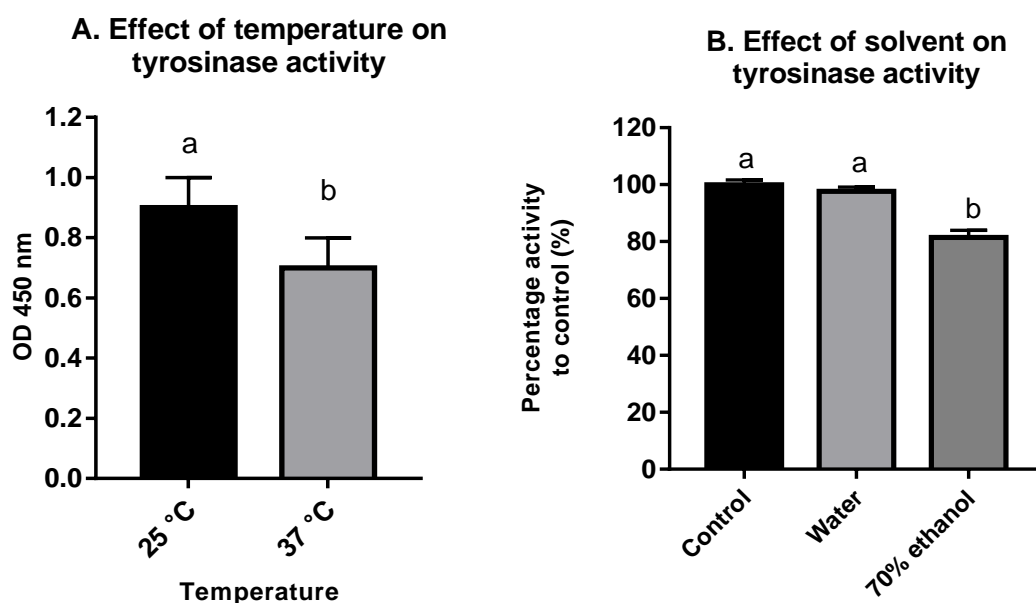 A. Effect of temperature on
tyrosinase activity
1.2
1.0
0.8
0.6
0.4
0.2
0.0
OD 450 nm
a
b
25 °C
37 °C
Temperature
B. Effect of solvent on
tyrosinase activity
120
100
80
60
40
20
0
Percentage activity
to control (%)
a
a
b
Control
Water
70% ethanol